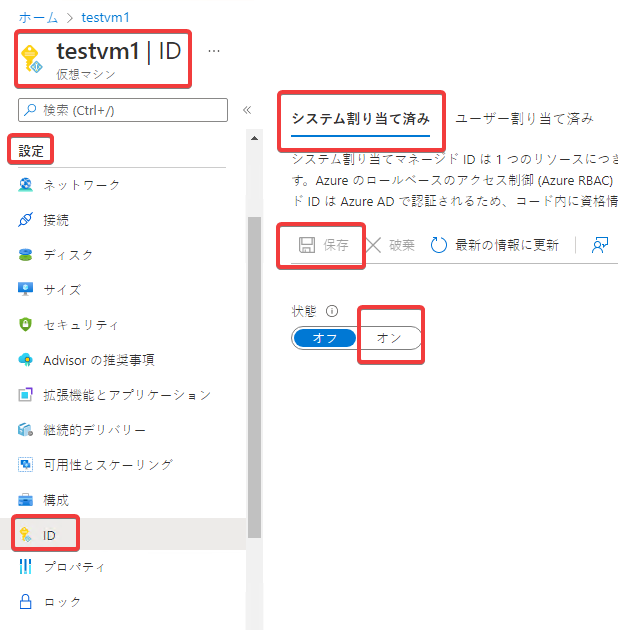 ホーム > testvm1
testvm1 | ID ...
仮想マシン
検索 (Ctrl+/)
«
設定
ネットワーク
接続
ディスク
サイズ
セキュリティ
Advisor の推奨事項
拡張機能とアプリケーション
継続的デリバリー
可用性とスケーリング
構成
ID
プロパティ
ロック
システム割り当て済み ユーザー割り当て済み
システム割り当てマネージド ID は 1 つのリソースにつき
す。Azure のロールベースのアクセス制御 (Azure RBAC)
ド ID は Azure AD で認証されるため、コード内に資格情
保存 破棄 最新の情報に更新
状態
オフ オン